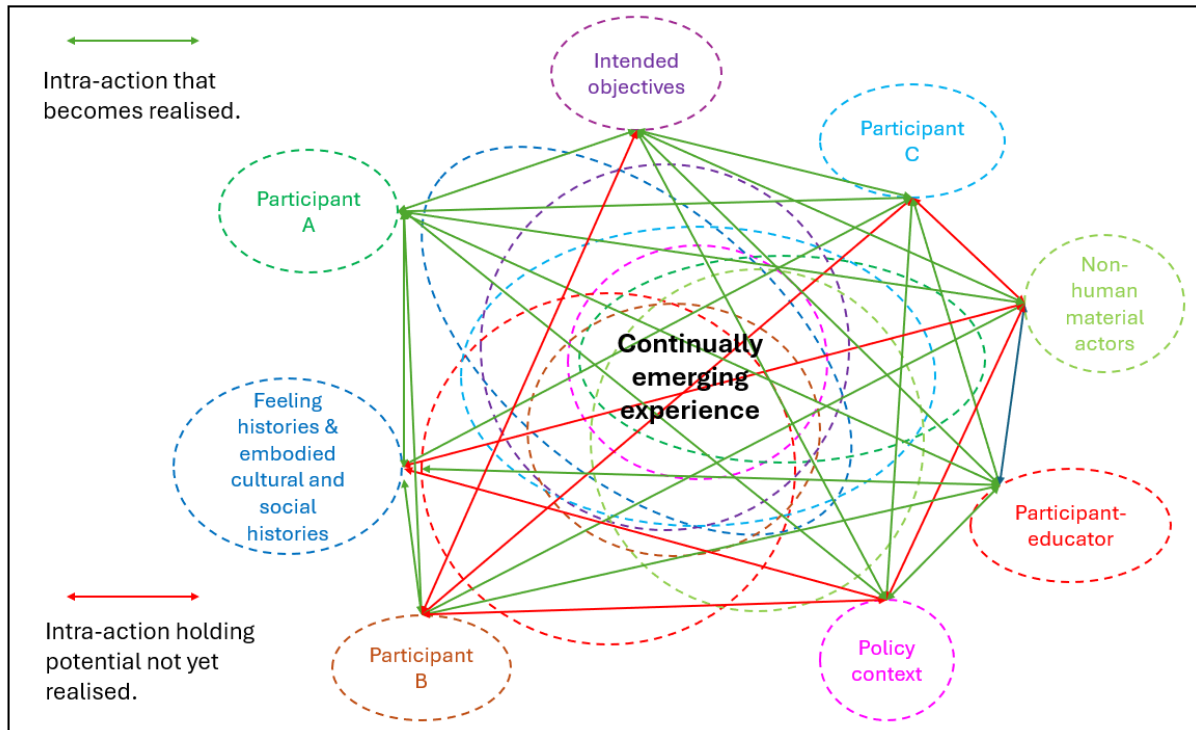 Intra-action that
becomes realised.
Intended
objectives
Participant
C
Participant
A
Non-
human
material
actors
Continually
emerging
experience
Feeling
histories &
embodied
cultural and
social
histories
Participant-
educator
Intra-action holding
potential not yet
realised.
Participant
B
Policy
context